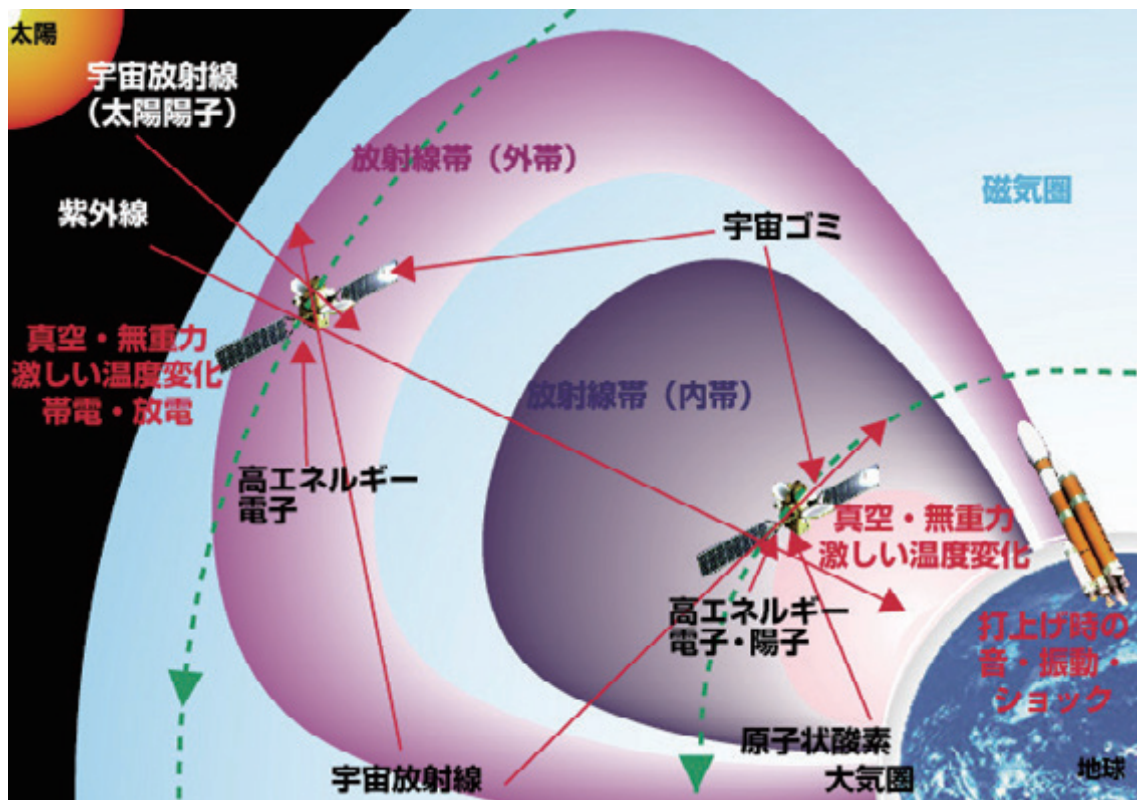 太陽
宇宙放射線
（太陽陽子）
放射線帯（外帯）
磁気圏
紫外線
宇宙ゴミ
真空・無重力
激しい温度変化
帯電・放電
放射線帯（内帯）
高エネルギー
電子
真空・無重力
激しい温度変化
高エネルギー
電子・陽子
打上げ時の
音・振動・
ショック
原子状酸素
宇宙放射線
大気圏
地球